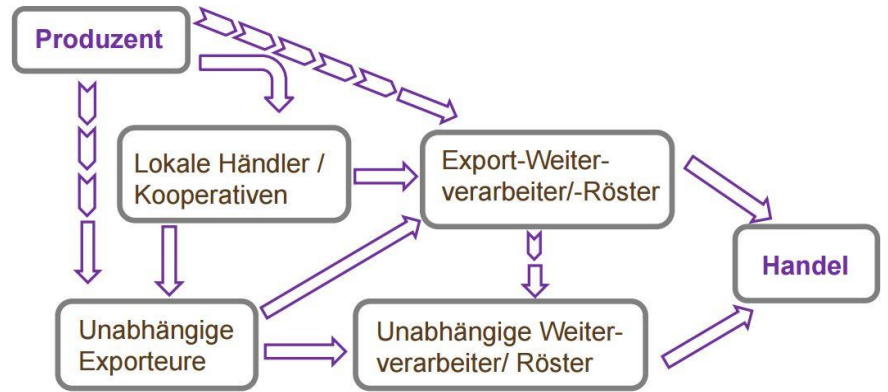 Produzent
Lokale Händler /
Kooperativen
Export-Weiter-
verarbeiter/-Röster
Handel
Unabhängige
Exporteure
Unabhängige Weiter-
verarbeiter/ Röster